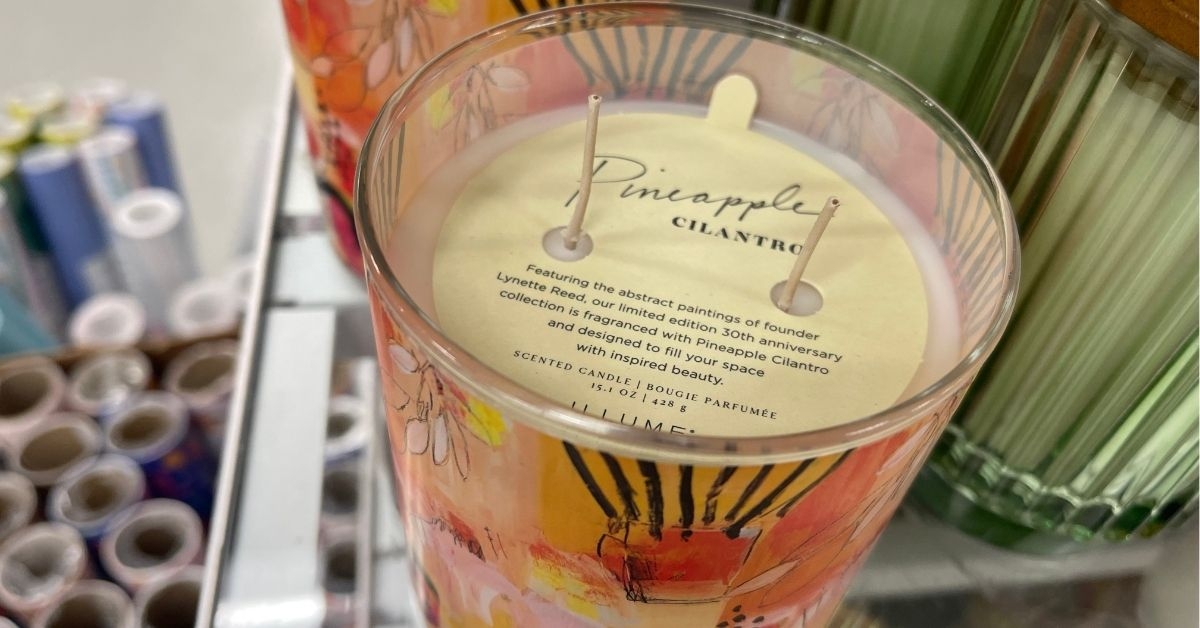 Pineapple
CILANTRO
Featuring the abstract paintings of founder
Lynette Reed, our limited edition 30th anniversary
collection is fragranced with Pineapple Cilantro
and designed to fill your space
with inspired beauty.
SCENTED CANDLE | BOUGIE PARFUMÉE
15.1 OZ | 428 g
ILLUME®